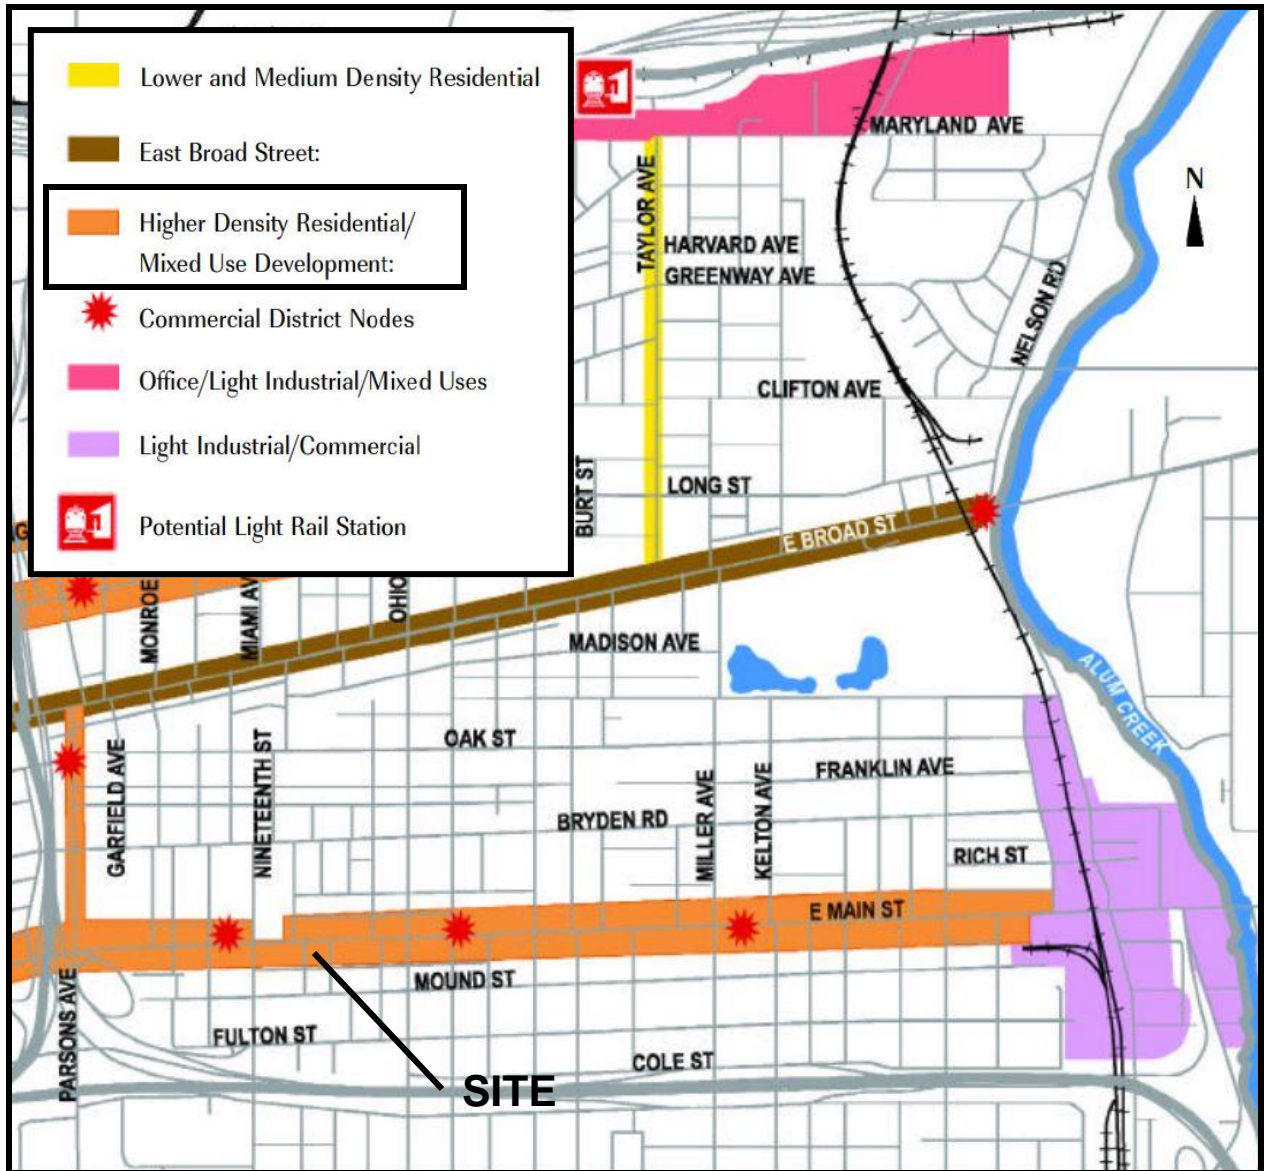 Lower and Medium Density Residential
East Broad Street:
Higher Density Residential/
Mixed Use Development:
Commercial District Nodes
Office/Light Industrial/Mixed Uses
Light Industrial/Commercial
Potential Light Rail Station
MARYLAND AVE
N
TAYLOR AVE
HARVARD AVE
GREENWAY AVE
NELSON RD
CLIFTON AVE
BURT ST
LONG ST
E BROAD ST
MONROE
MIAMI AV
OHIO
MADISON AVE
ALUM CREEK
OAK ST
GARFIELD AVE
NINETEENTH ST
FRANKLIN AVE
MILLER AVE
KELTON AVE
BRYDEN RD
RICH ST
E MAIN ST
MOUND ST
PARSONS AVE
FULTON ST
COLE ST
SITE